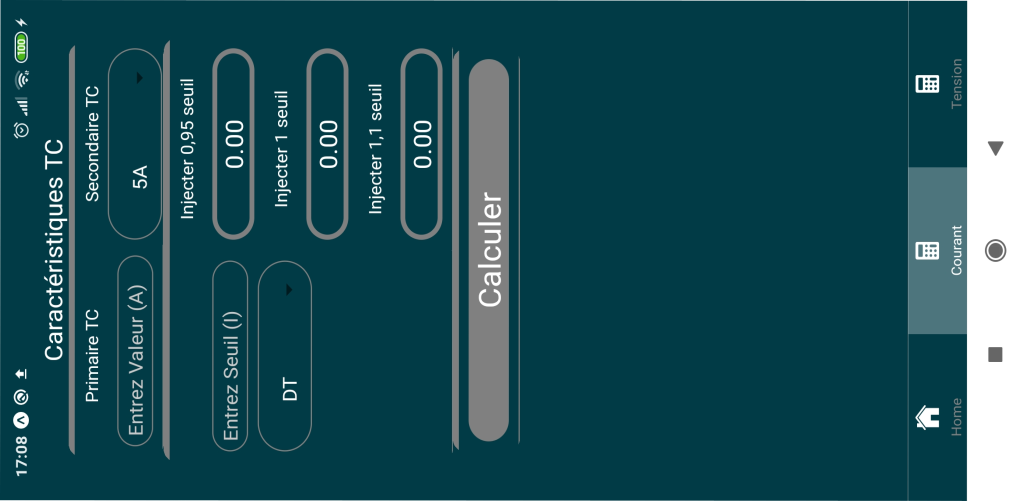 17:08
100
Caractéristiques TC
Primaire TC
Secondaire TC
Entrez Valeur (A)
5A
Injecter 0,95 seuil
Entrez Seuil (I)
0.00
DT
Injecter 1 seuil
0.00
Injecter 1,1 seuil
0.00
Calculer
Home
Courant
Tension